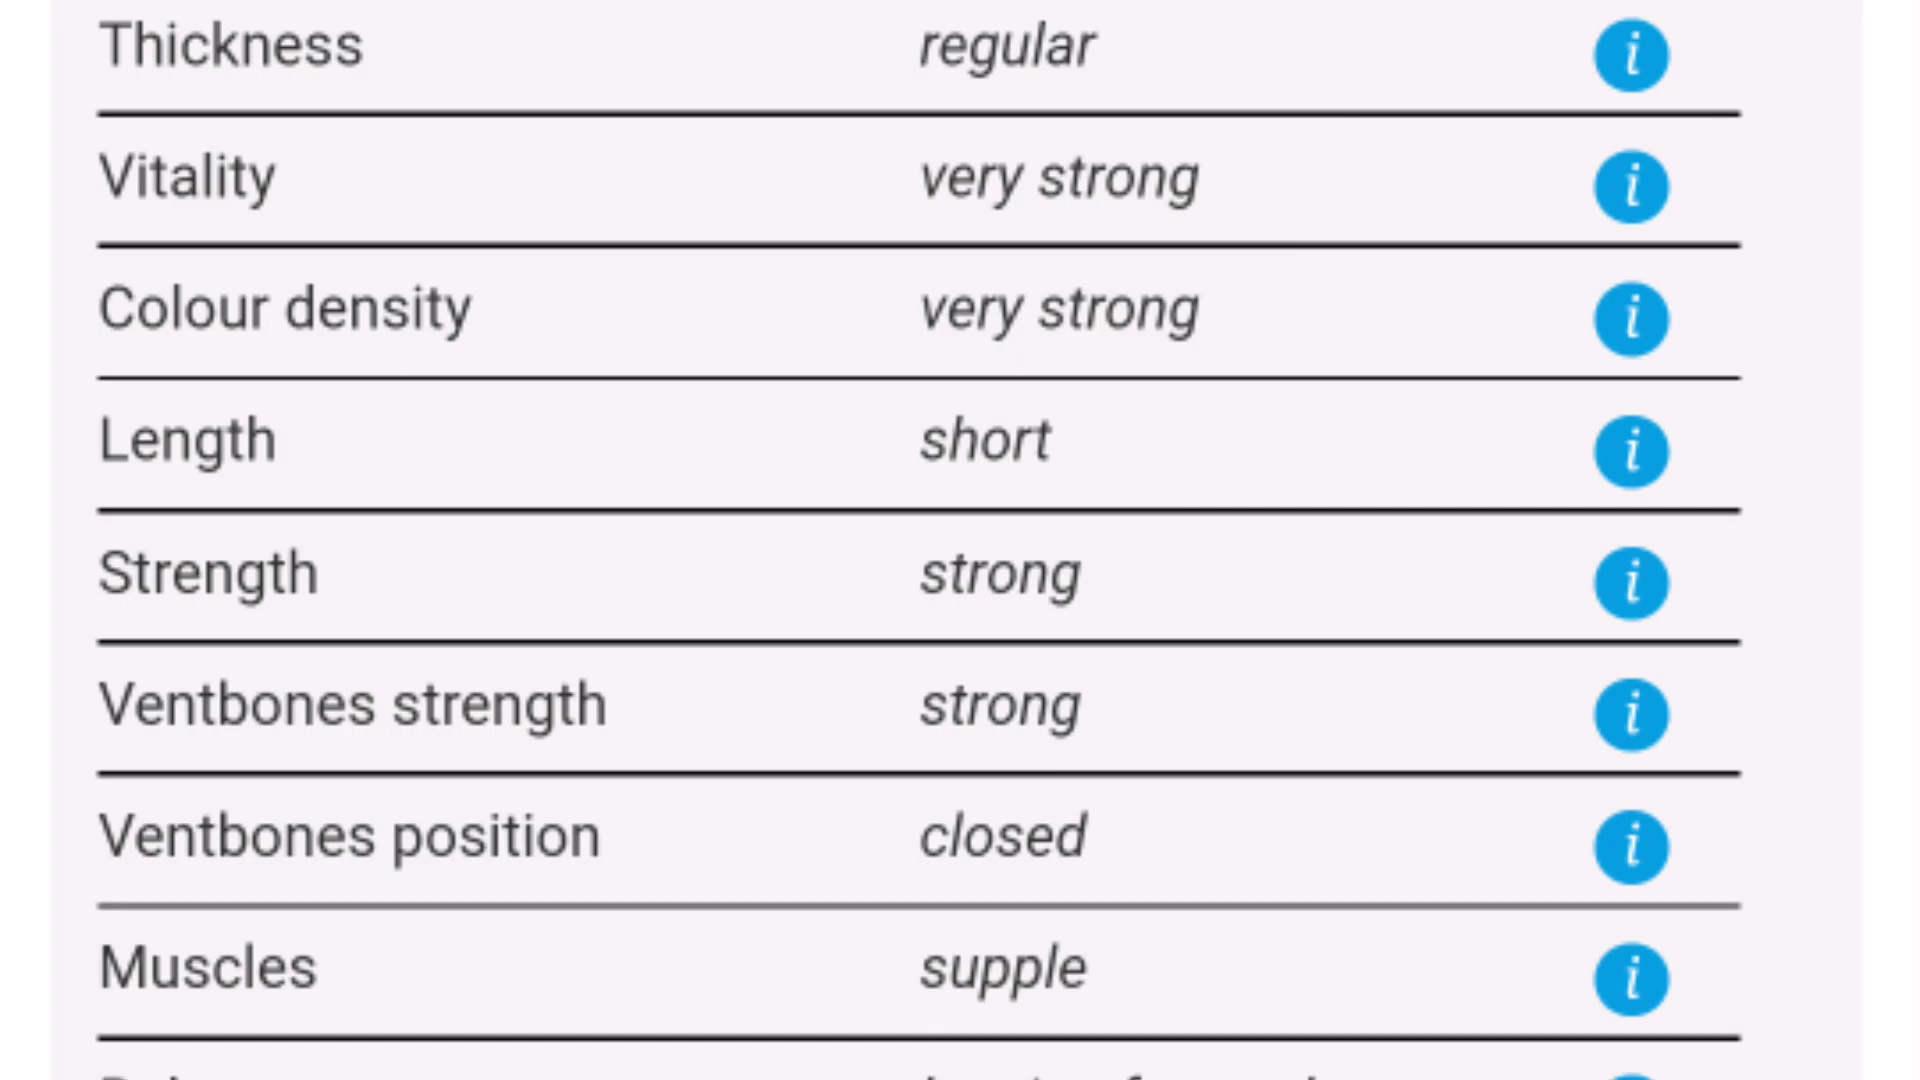 Thickness regular i
Vitality very strong i
Colour density very strong i
Length short i
Strength strong i
Ventbones strength strong i
Ventbones position closed i
Muscles supple i